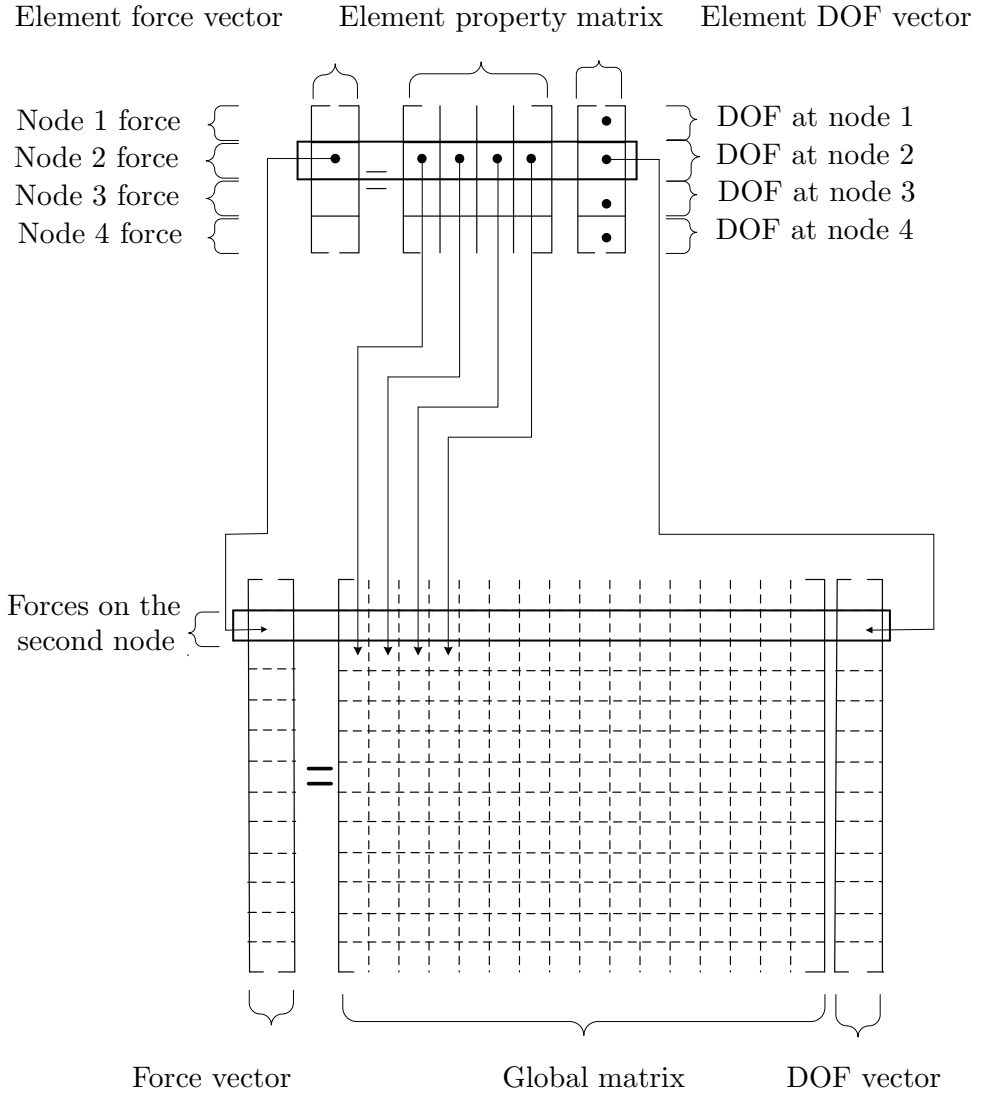 Element force vector Element property matrix Element DOF vector
Node 1 force DOF at node 1
Node 2 force DOF at node 2
=
Node 3 force DOF at node 3
Node 4 force DOF at node 4
Forces on the
second node
=
Force vector Global matrix DOF vector